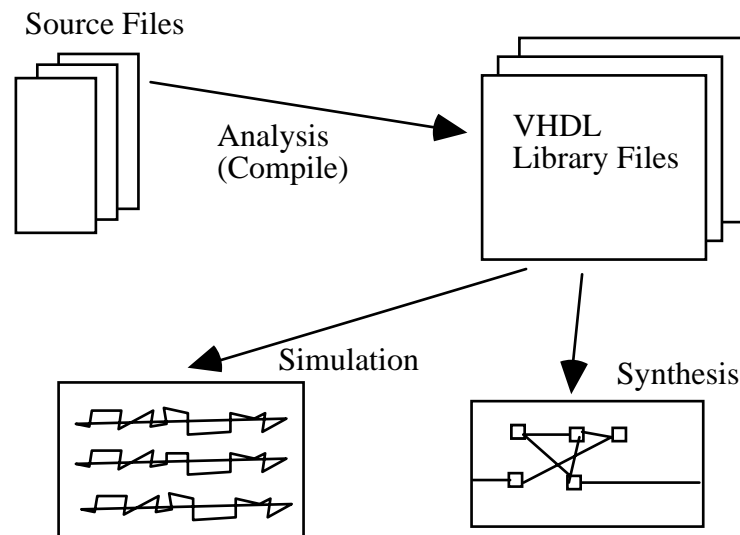 Source Files
Analysis
(Compile)
VHDL
Library Files
Simulation
Synthesis